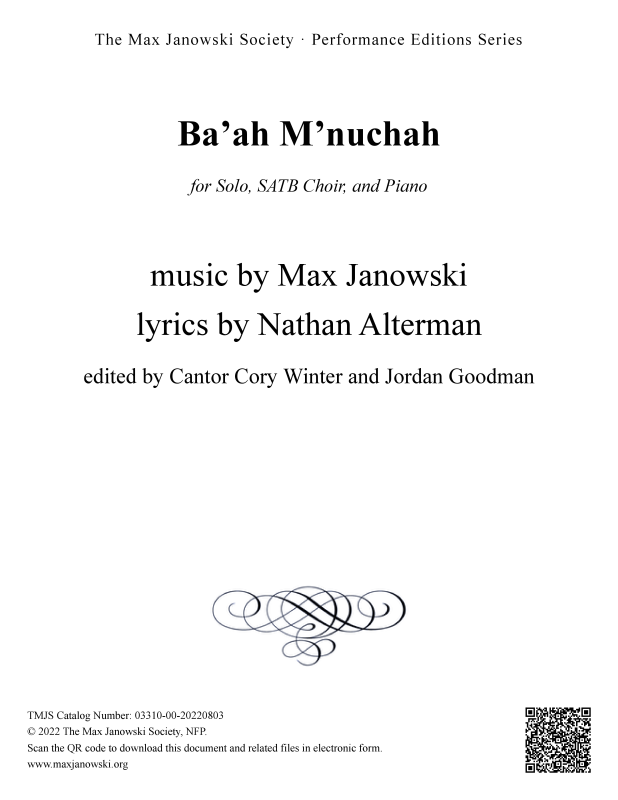 The Max Janowski Society · Performance Editions Series
Ba’ah M’nuchah
for Solo, SATB Choir, and Piano
music by Max Janowski
lyrics by Nathan Alterman
edited by Cantor Cory Winter and Jordan Goodman
TMJS Catalog Number: 03310-00-20220803
© 2022 The Max Janowski Society, NFP.
Scan the QR code to download this document and related files in electronic form.
www.maxjanowski.org